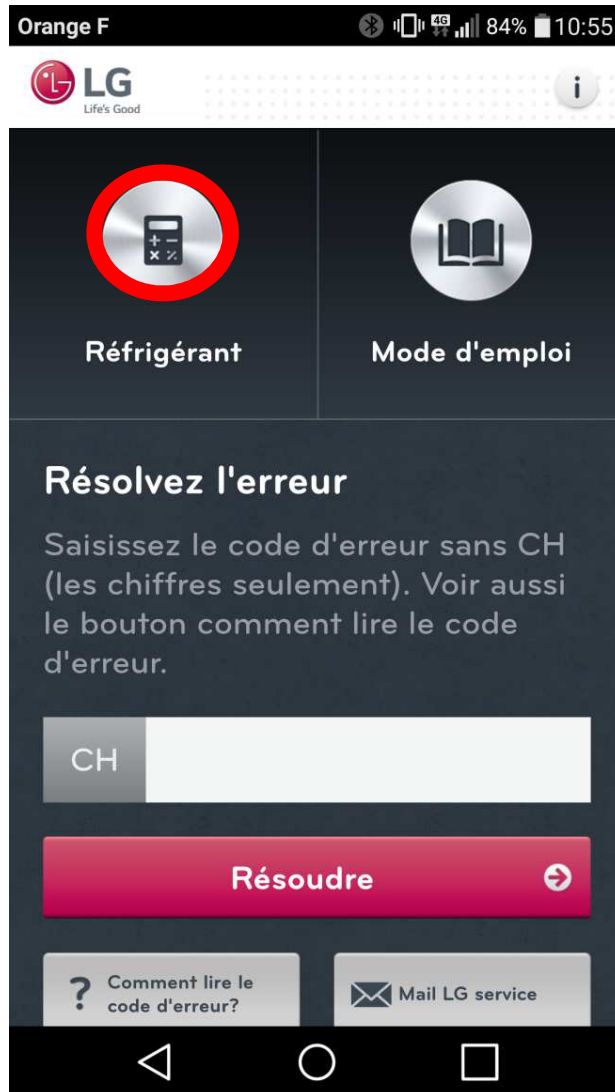 Orange F 4G 84% 10:55
LG
Life's Good
i
Réfrigérant
Mode d'emploi
Résolvez l'erreur
Saisissez le code d'erreur sans CH
(les chiffres seulement). Voir aussi
le bouton comment lire le code
d'erreur.
CH
Résoudre
? Comment lire le
code d'erreur?
Mail LG service